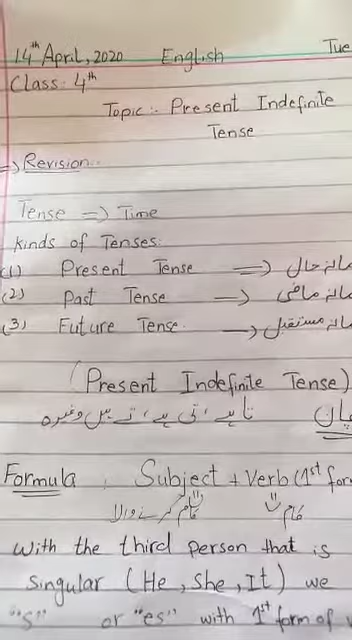 14th April, 2020 English Tue
Class: 4th
Topic :- Present Indefinite
Tense
=> Revision:
Tense => Time
Kinds of Tenses:
(1) Present Tense => زمانہ حال
(2) Past Tense -> زمانہ ماضی
(3) Future Tense. -> زمانہ مستقبل
(Present Indefinite Tense)
تا ہے، تی ہے، تے ہیں وغیرہ
Formula : Subject + Verb (1st for
کام کرنے والا کام
With the third person that is
singular (He, She, It) we
"s" or "es" with 1st form of